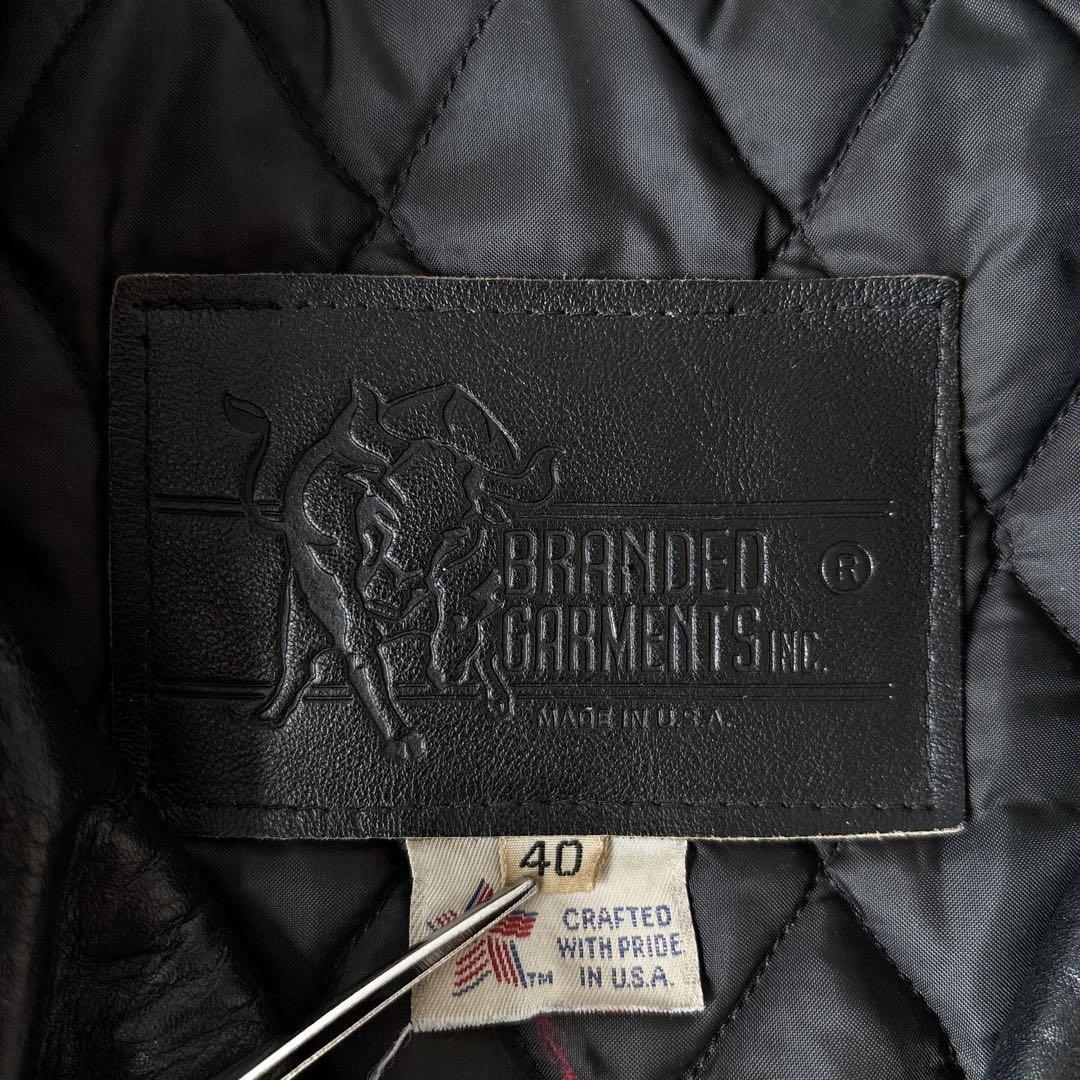 BRANDED ®
GARMENTS INC.
MADE IN U.S.A.
40
CRAFTED
WITH PRIDE
IN U.S.A.
TM